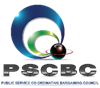 PSCBC
PUBLIC SERVICE CO-ORDINATING BARGAINING COUNCIL